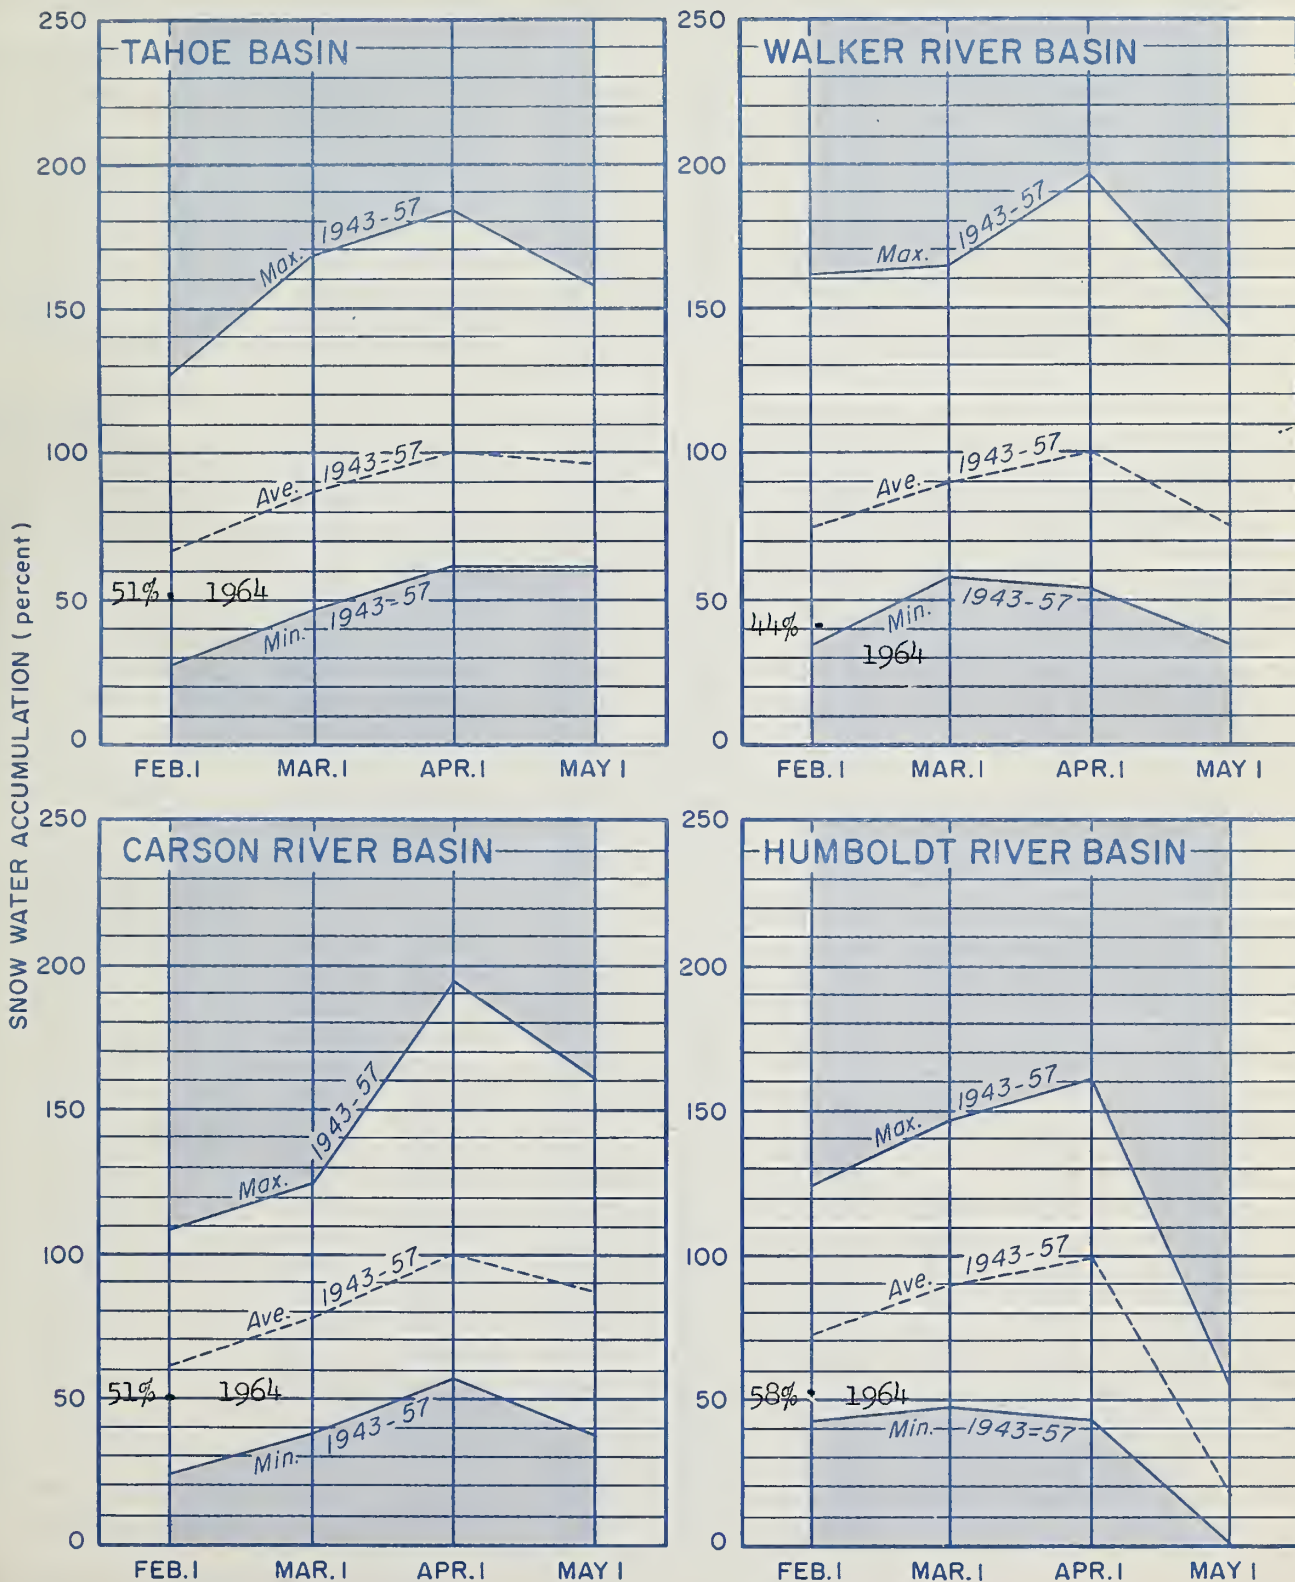 SNOW WATER ACCUMULATION (percent)
TAHOE BASIN
250
200
150
100
50
0
Max. 1943-57
Ave. 1943-57
51% 1964
Min. 1943=57
FEB.1 MAR.1 APR.1 MAY 1
WALKER RIVER BASIN
250
200
150
100
50
0
Max. 1943-57
Ave. 1943-57
44%
Min. 1943-57
1964
FEB.1 MAR.1 APR.1 MAY 1
CARSON RIVER BASIN
250
200
150
100
50
0
Max. 1943-57
Ave. 1943-57
51% 1964
Min. 1943-57
FEB.1 MAR.1 APR.1 MAY 1
HUMBOLDT RIVER BASIN
250
200
150
100
50
0
Max. 1943-57
Ave. 1943-57
58% 1964
Min. 1943=57
FEB.1 MAR.1 APR.1 MAY 1